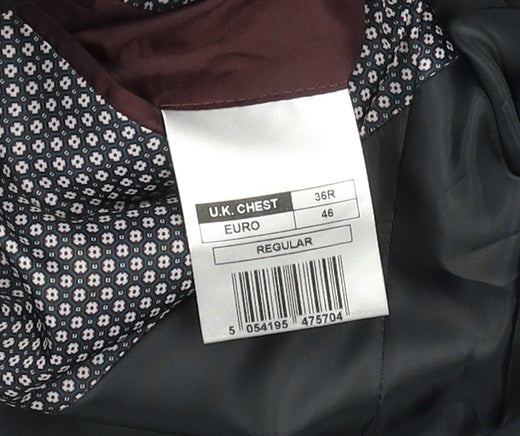 U.K. CHEST 36R
EURO 46
REGULAR
5 054195 475704